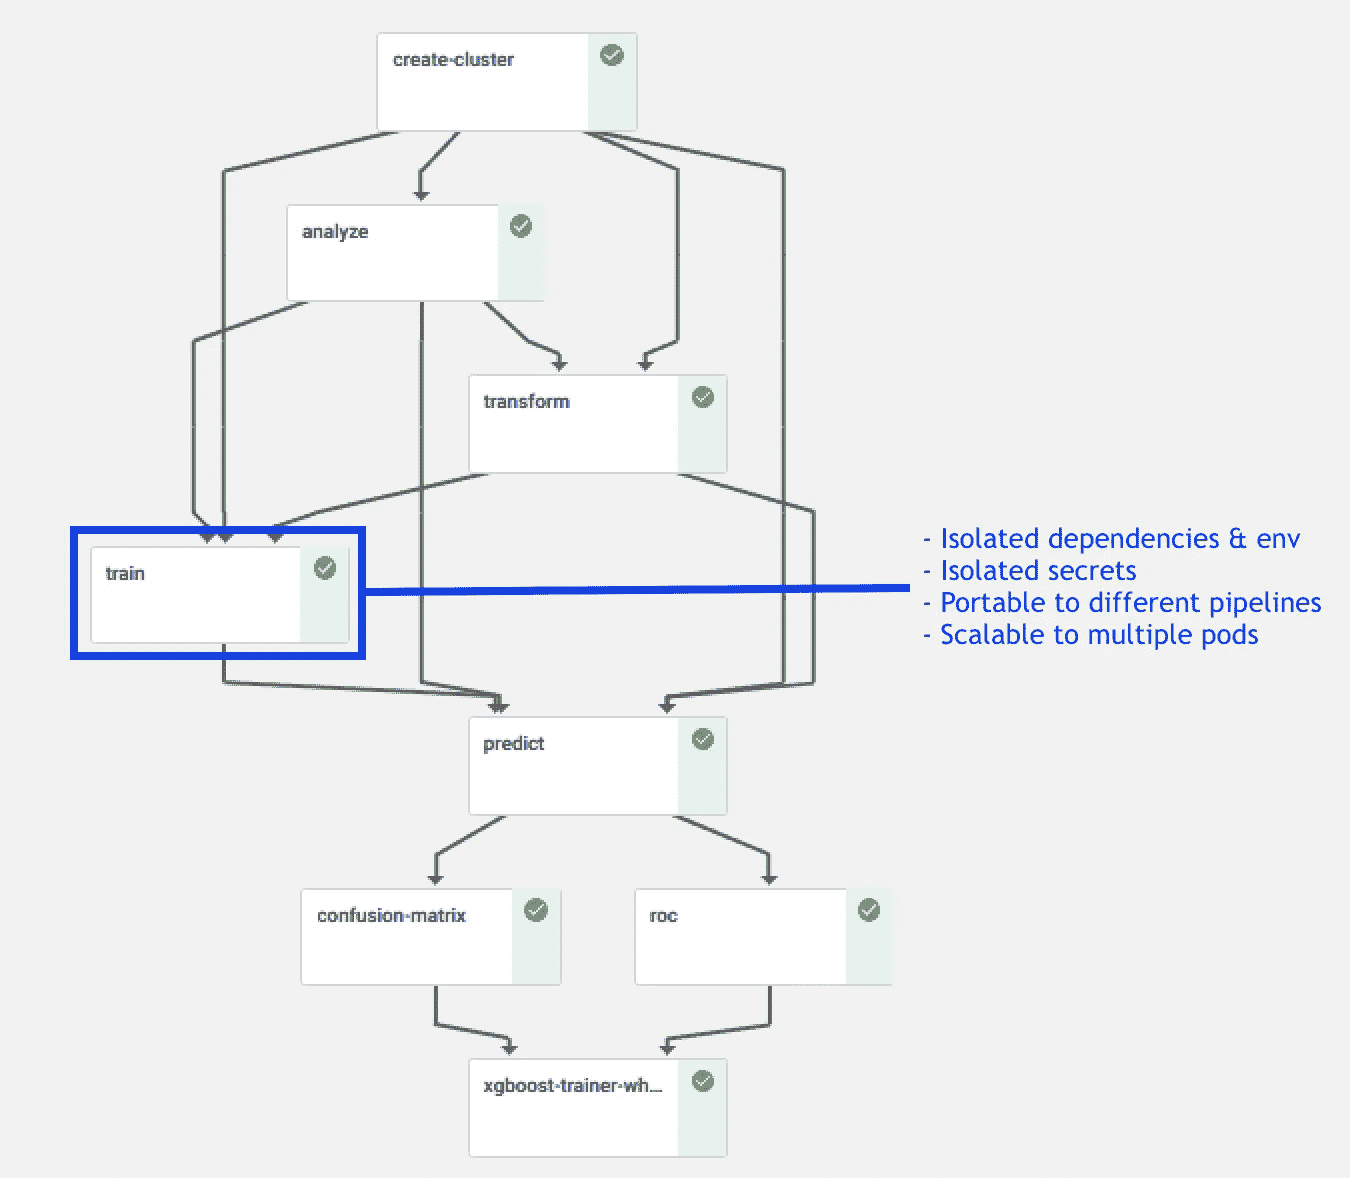 create-cluster
analyze
transform
train
- Isolated dependencies & env
- Isolated secrets
- Portable to different pipelines
- Scalable to multiple pods
predict
confusion-matrix
roc
xgboost-trainer-wh...